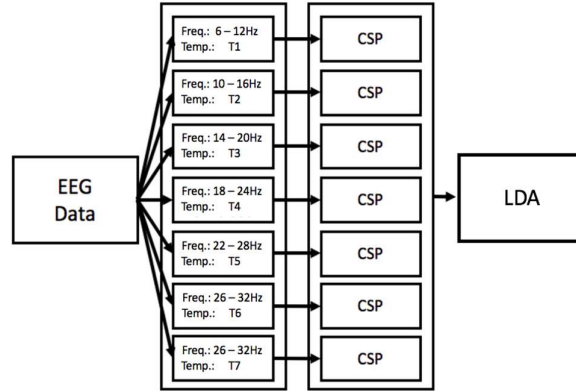 Freq.: 6 – 12Hz
Temp.: T1
CSP
Freq.: 10 – 16Hz
Temp.: T2
CSP
Freq.: 14 – 20Hz
Temp.: T3
CSP
EEG
Data
Freq.: 18 – 24Hz
Temp.: T4
CSP
LDA
Freq.: 22 – 28Hz
Temp.: T5
CSP
Freq.: 26 – 32Hz
Temp.: T6
CSP
Freq.: 26 – 32Hz
Temp.: T7
CSP